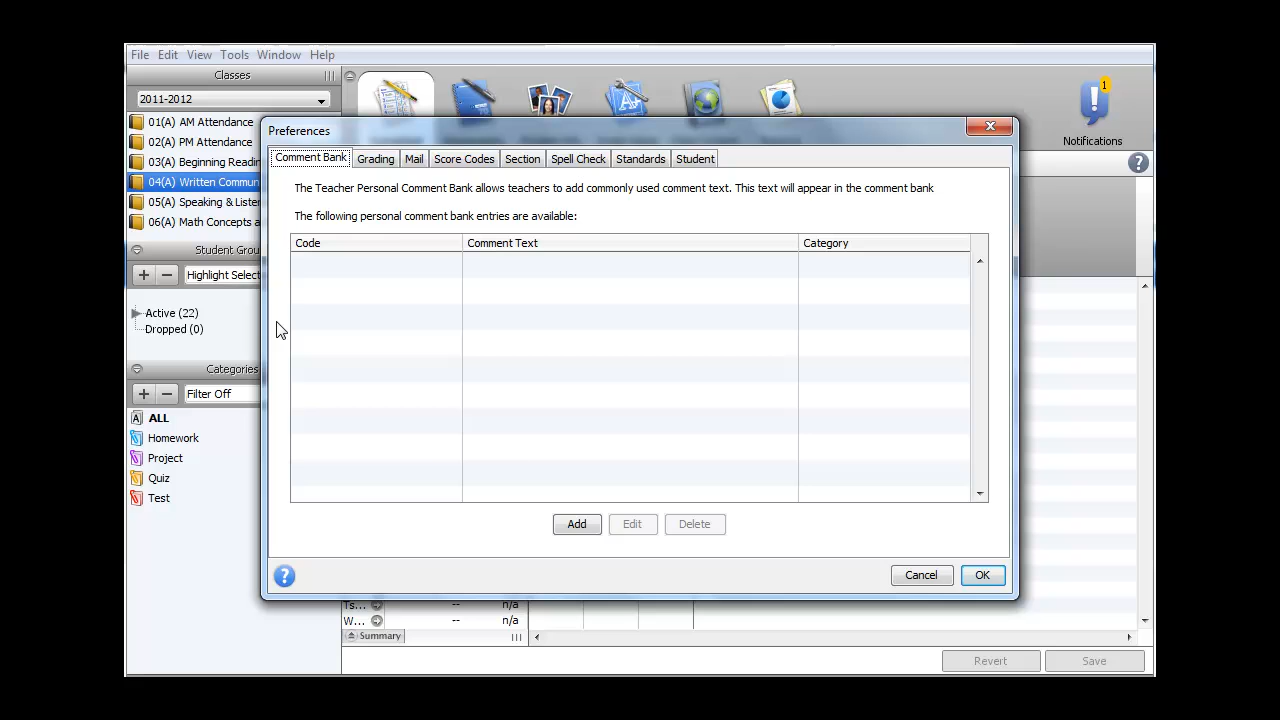 File Edit View Tools Window Help
Classes
2011-2012
01(A) AM Attendance
02(A) PM Attendance
03(A) Beginning Readin
04(A) Written Commun
05(A) Speaking & Listen
06(A) Math Concepts a
Student Grou
Highlight Select
Active (22)
Dropped (0)
Categories
Filter Off
ALL
Homework
Project
Quiz
Test
1
Notifications
?
Preferences
Comment Bank Grading Mail Score Codes Section Spell Check Standards Student
The Teacher Personal Comment Bank allows teachers to add commonly used comment text. This text will appear in the comment bank
The following personal comment bank entries are available:
Code Comment Text Category
Add Edit Delete
? Cancel OK
Ts... -- n/a
W... -- n/a
Summary
Revert Save